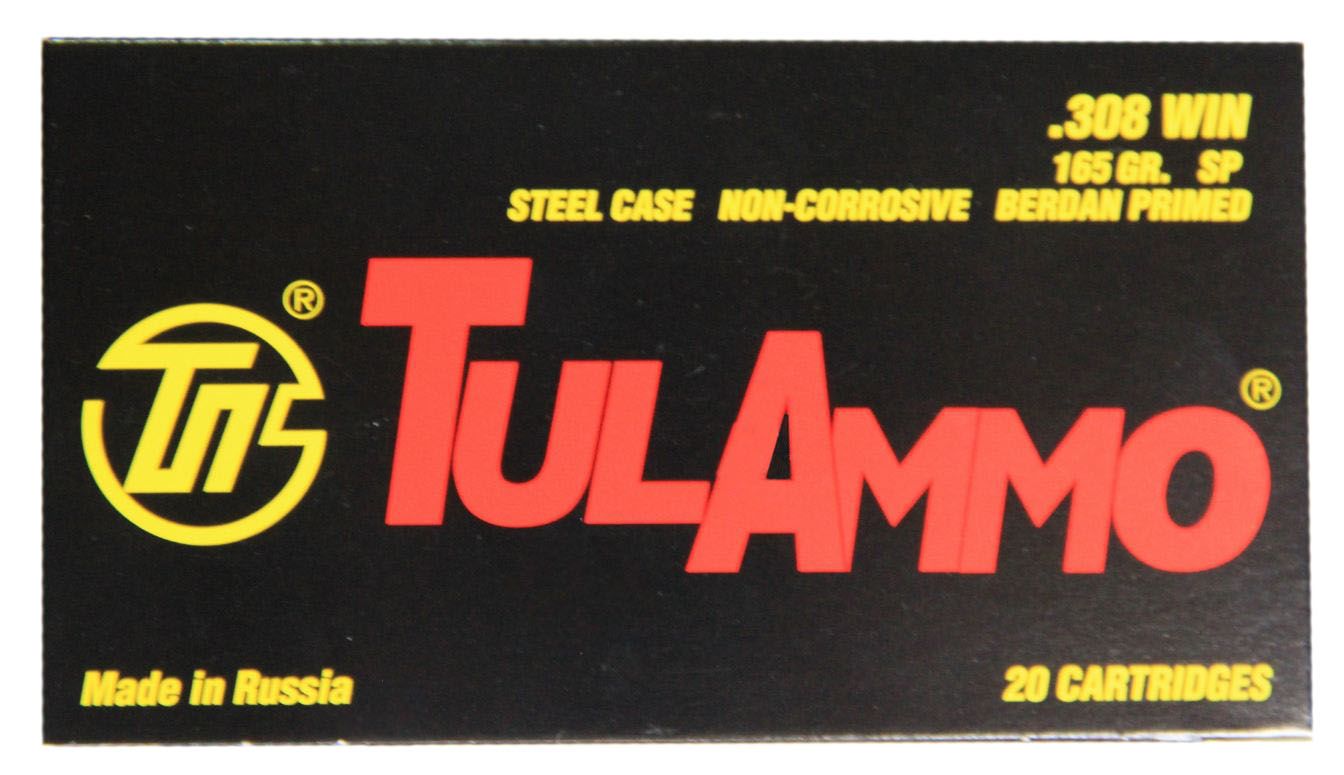 .308 WIN
165 GR. SP
STEEL CASE NON-CORROSIVE BERDAN PRIMED
®
TULAMMO
®
Made in Russia
20 CARTRIDGES